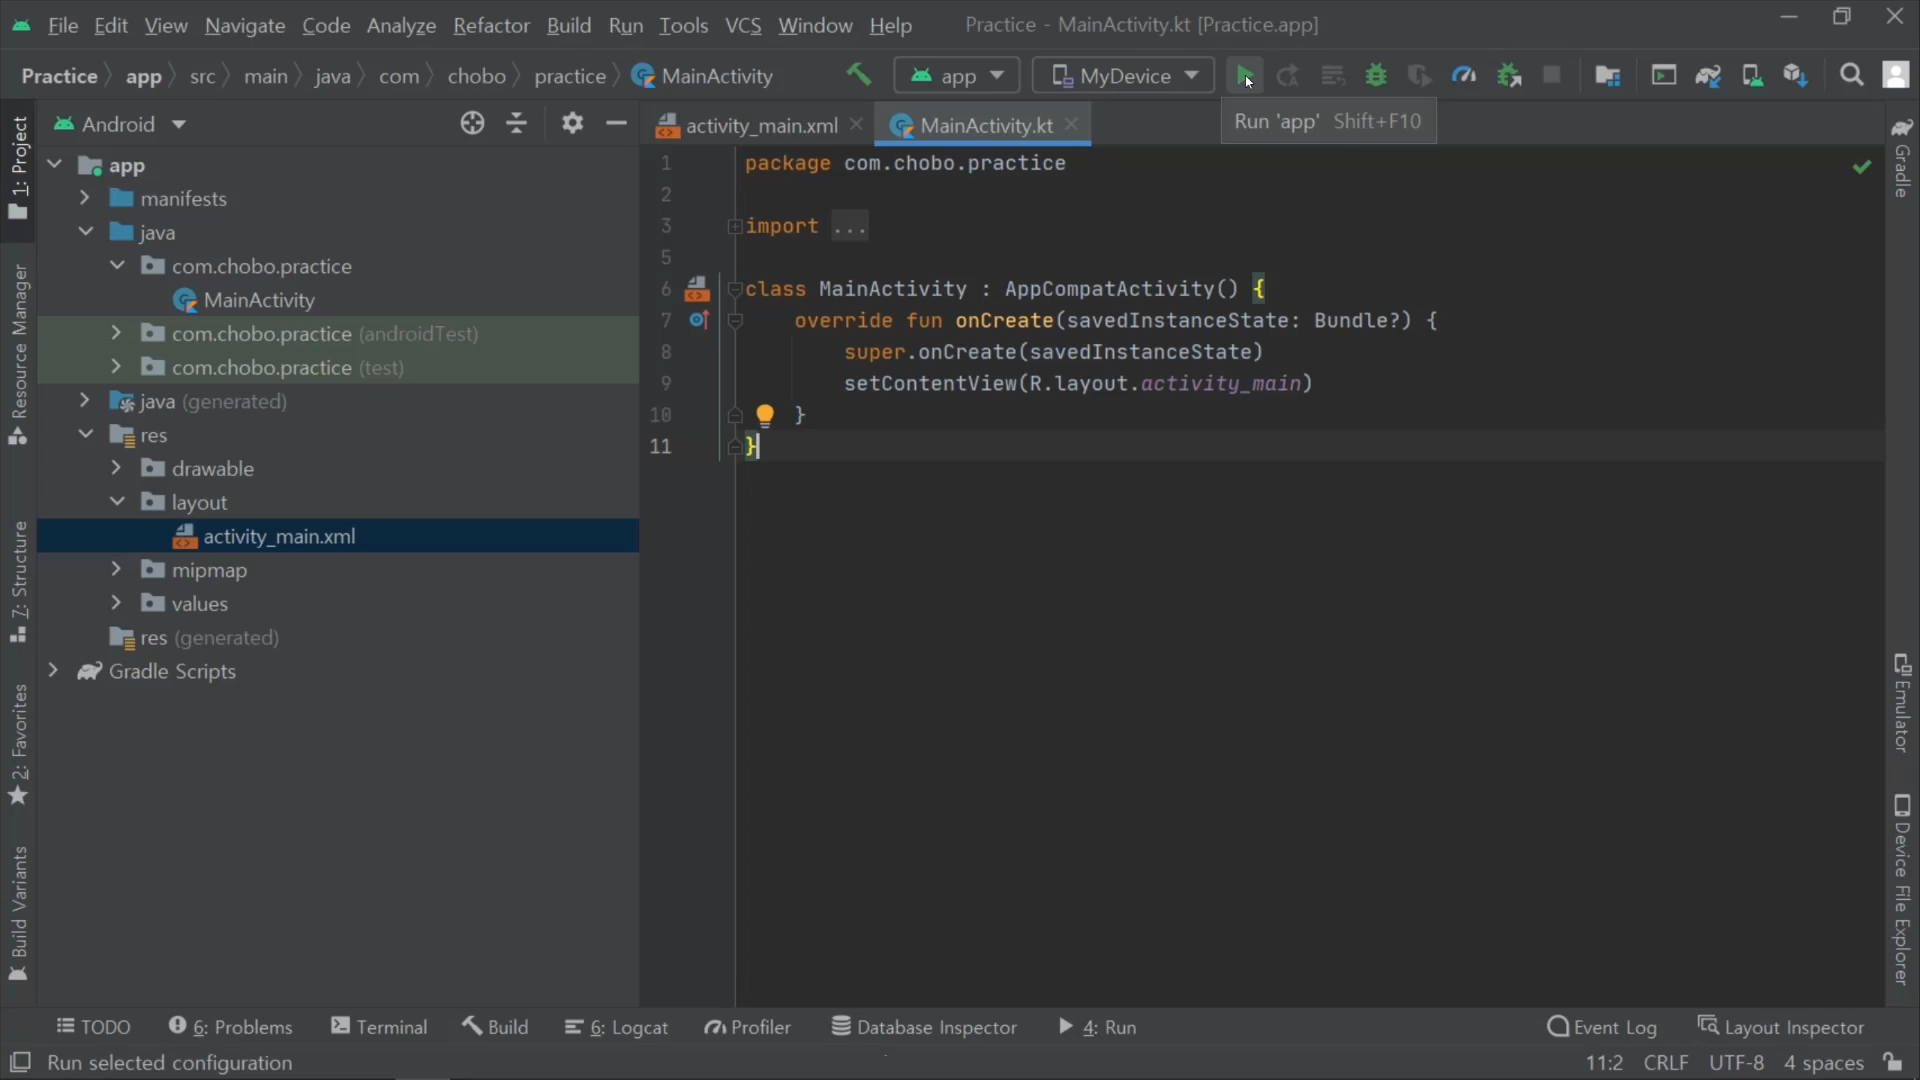 File Edit View Navigate Code Analyze Refactor Build Run Tools VCS Window Help Practice - MainActivity.kt [Practice.app]
Practice app src main java com chobo practice MainActivity app MyDevice
Run 'app' Shift+F10
Android
activity_main.xml MainActivity.kt
app
manifests
java
com.chobo.practice
MainActivity
com.chobo.practice (androidTest)
com.chobo.practice (test)
java (generated)
res
drawable
layout
activity_main.xml
mipmap
values
res (generated)
Gradle Scripts
1 package com.chobo.practice
2
3 import ...
5
6 class MainActivity : AppCompatActivity() {
7 override fun onCreate(savedInstanceState: Bundle?) {
8 super.onCreate(savedInstanceState)
9 setContentView(R.layout.activity_main)
10 }
11 }
1: Project
Resource Manager
7: Structure
2: Favorites
Build Variants
Gradle
Emulator
Device File Explorer
TODO 6: Problems Terminal Build 6: Logcat Profiler Database Inspector 4: Run Event Log Layout Inspector
Run selected configuration 11:2 CRLF UTF-8 4 spaces